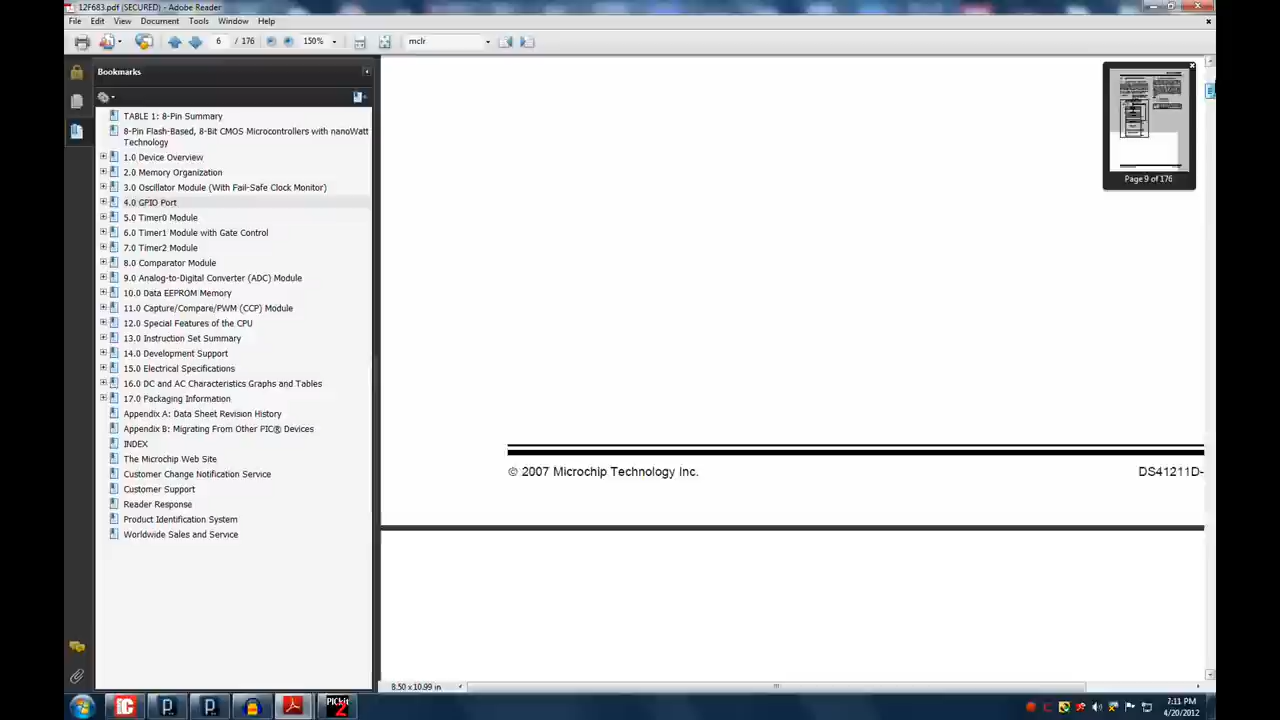 12F683.pdf (SECURED) - Adobe Reader
File Edit View Document Tools Window Help
6 / 176 150% mclr
Bookmarks
TABLE 1: 8-Pin Summary
8-Pin Flash-Based, 8-Bit CMOS Microcontrollers with nanoWatt
Technology
1.0 Device Overview
2.0 Memory Organization
3.0 Oscillator Module (With Fail-Safe Clock Monitor)
4.0 GPIO Port
5.0 Timer0 Module
6.0 Timer1 Module with Gate Control
7.0 Timer2 Module
8.0 Comparator Module
9.0 Analog-to-Digital Converter (ADC) Module
10.0 Data EEPROM Memory
11.0 Capture/Compare/PWM (CCP) Module
12.0 Special Features of the CPU
13.0 Instruction Set Summary
14.0 Development Support
15.0 Electrical Specifications
16.0 DC and AC Characteristics Graphs and Tables
17.0 Packaging Information
Appendix A: Data Sheet Revision History
Appendix B: Migrating From Other PIC® Devices
INDEX
The Microchip Web Site
Customer Change Notification Service
Customer Support
Reader Response
Product Identification System
Worldwide Sales and Service
Page 9 of 176
© 2007 Microchip Technology Inc.
DS41211D-
8.50 x 10.99 in
PICkit 2
7:11 PM
4/20/2012